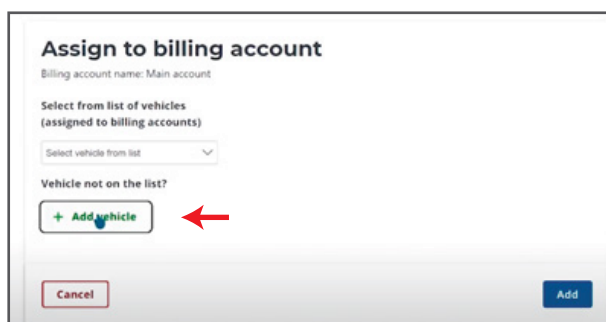 Assign to billing account
Billing account name: Main account
Select from list of vehicles
(assigned to billing accounts)
Select vehicle from list
Vehicle not on the list?
+ Add vehicle
Cancel
Add